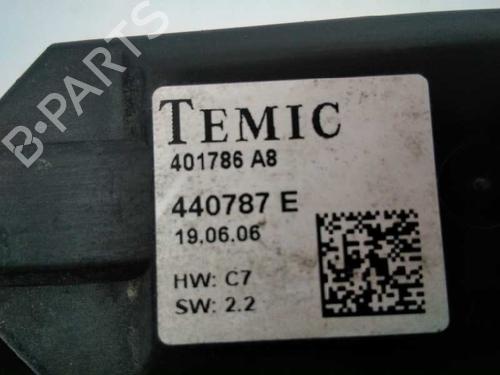 B-PARTS
TEMIC
401786 A8
440787 E
19.06.06
HW: C7
SW: 2.2